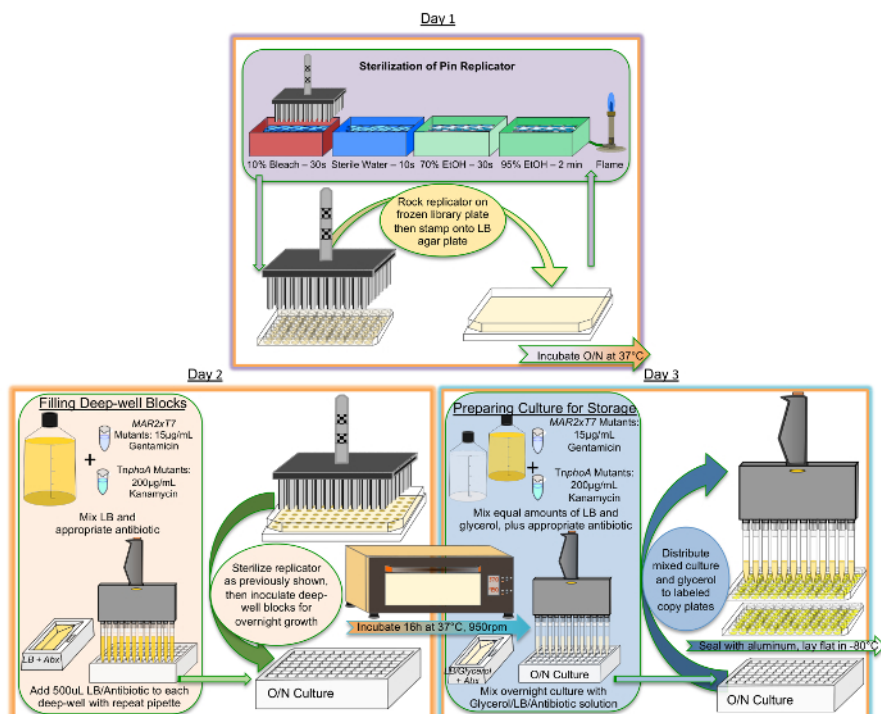 Day 1
Sterilization of Pin Replicator
10% Bleach – 30s
Sterile Water – 10s
70% EtOH – 30s
95% EtOH – 2 min
Flame
Rock replicator on
frozen library plate
then stamp onto LB
agar plate
Incubate O/N at 37°C
Day 2
Filling Deep-well Blocks
MAR2xT7
Mutants: 15µg/mL
Gentamicin
+
TnphoA Mutants:
200µg/mL
Kanamycin
Mix LB and
appropriate antibiotic
Sterilize replicator
as previously shown,
then inoculate deep-
well blocks for
overnight growth
LB + Abx
Add 500uL LB/Antibiotic to each
deep-well with repeat pipette
O/N Culture
Incubate 16h at 37°C, 950rpm
Day 3
Preparing Culture for Storage
MAR2xT7
Mutants:
15µg/mL
Gentamicin
+
TnphoA Mutants:
200µg/mL
Kanamycin
Mix equal amounts of LB and
glycerol, plus appropriate antibiotic
LB/Glycerol
+ Abx
O/N Culture
Mix overnight culture with
Glycerol/LB/Antibiotic solution
Distribute
mixed culture
and glycerol
to labeled
copy plates
Seal with aluminum, lay flat in -80°C
O/N Culture